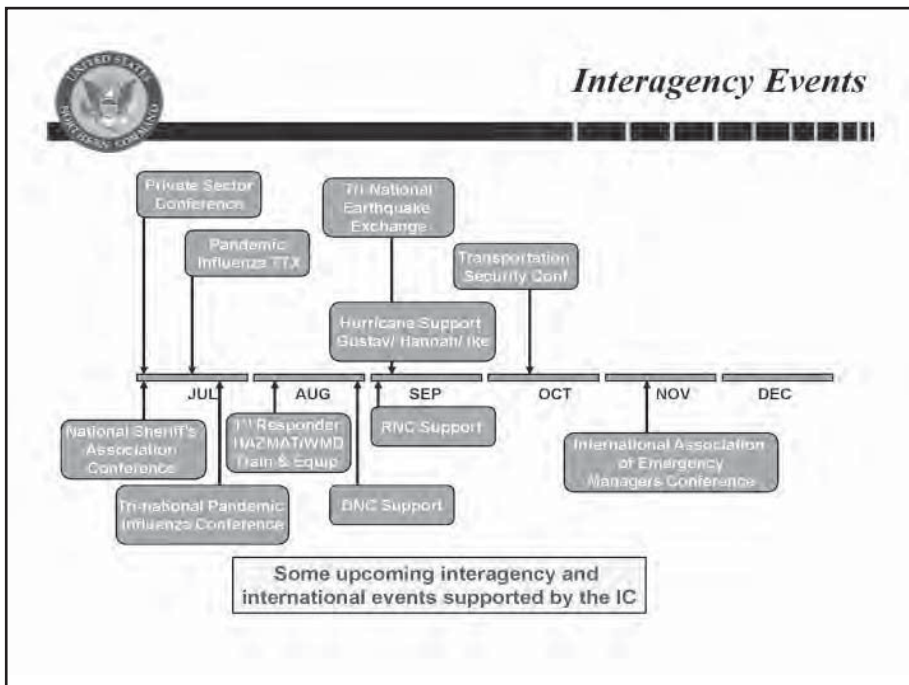 UNITED STATES
NORTHERN COMMAND
Interagency Events
Private Sector
Conference
Pandemic
Influenza TTX
Tri-National
Earthquake
Exchange
Transportation
Security Conf.
Hurricane Support
Gustav/ Hannah/ Ike
JUL
AUG
SEP
OCT
NOV
DEC
National Sheriff's
Association
Conference
1st Responder
HAZMAT/WMD
Train & Equip
RNC Support
International Association
of Emergency
Managers Conference
Tri-national Pandemic
Influenza Conference
DNC Support
Some upcoming interagency and
international events supported by the IC